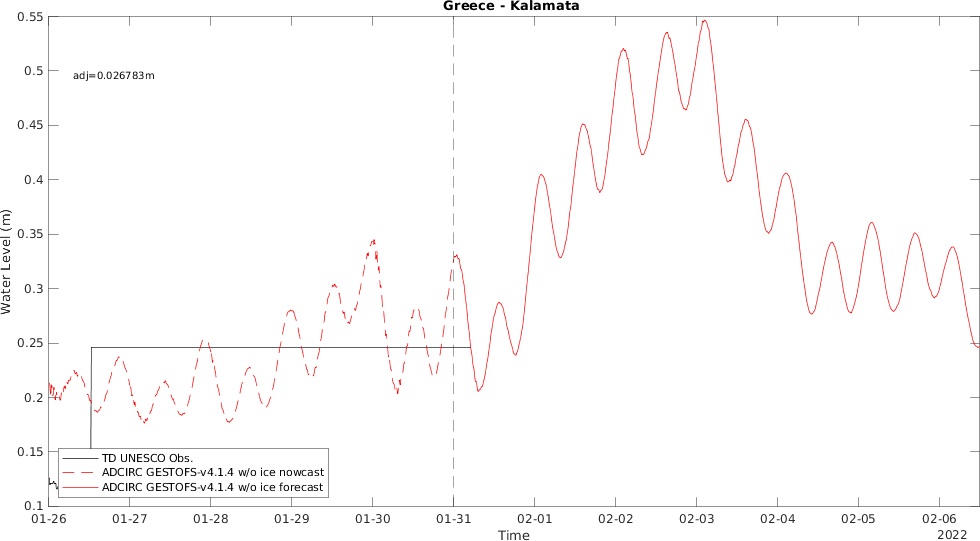 Greece - Kalamata
adj=0.026783m
Water Level (m)
0.55
0.5
0.45
0.4
0.35
0.3
0.25
0.2
0.15
0.1
TD UNESCO Obs.
ADCIRC GESTOFS-v4.1.4 w/o ice nowcast
ADCIRC GESTOFS-v4.1.4 w/o ice forecast
01-26 01-27 01-28 01-29 01-30 01-31 02-01 02-02 02-03 02-04 02-05 02-06
Time
2022